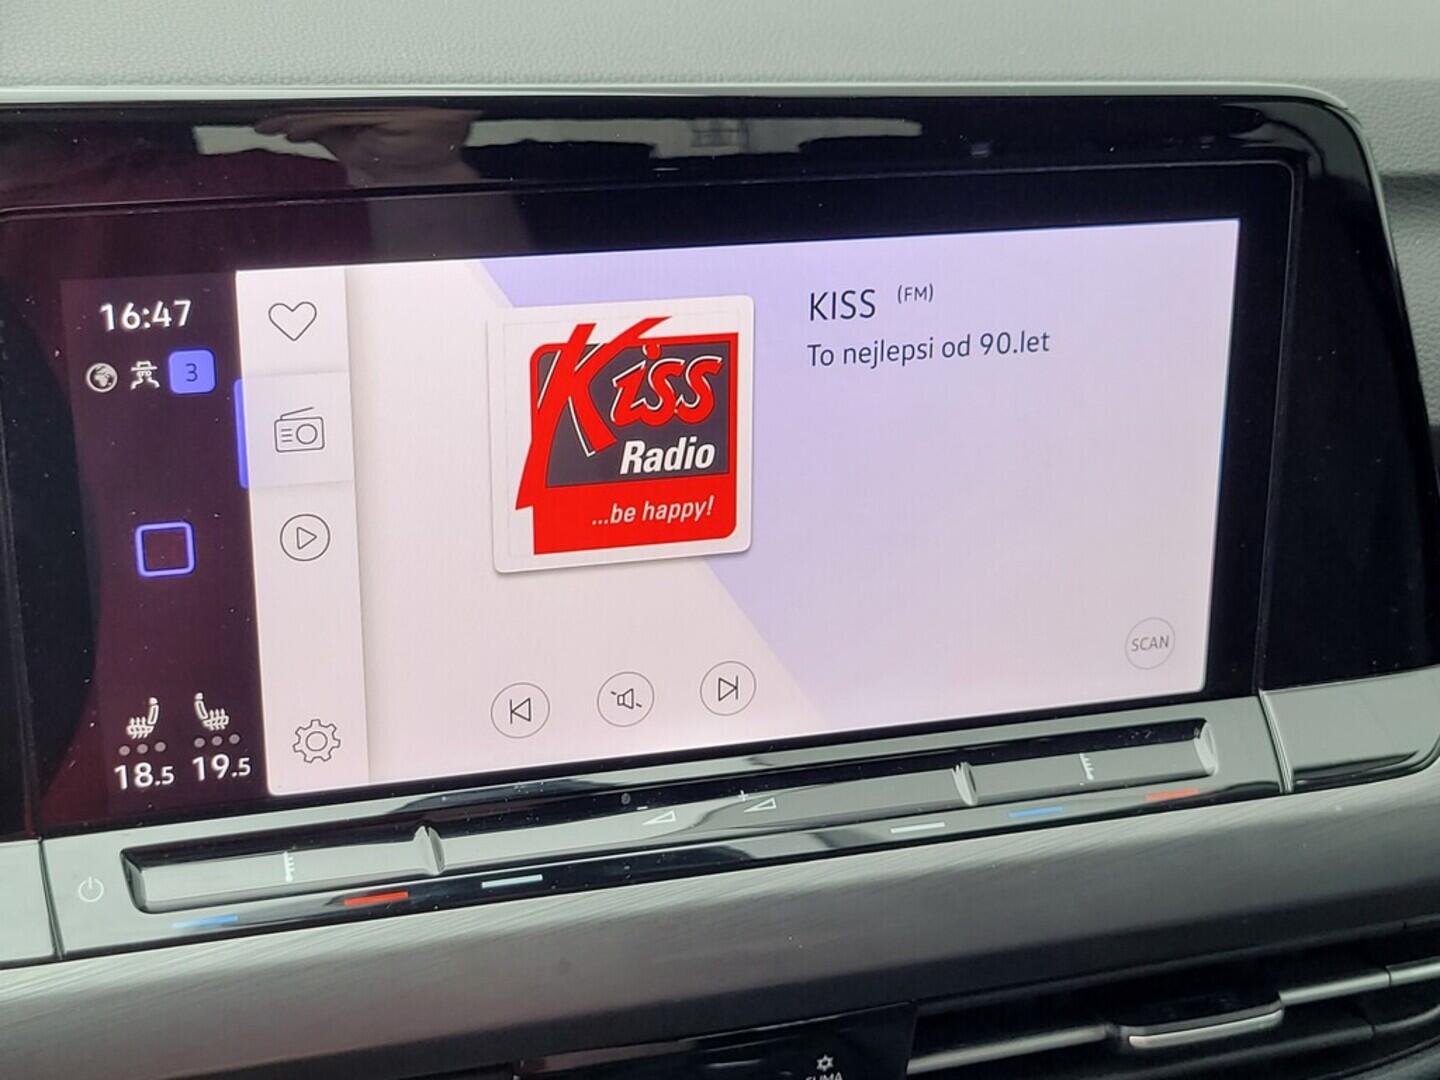 16:47
3
KISS (FM)
To nejlepsi od 90.let
Kiss
Radio
...be happy!
SCAN
18.5 19.5